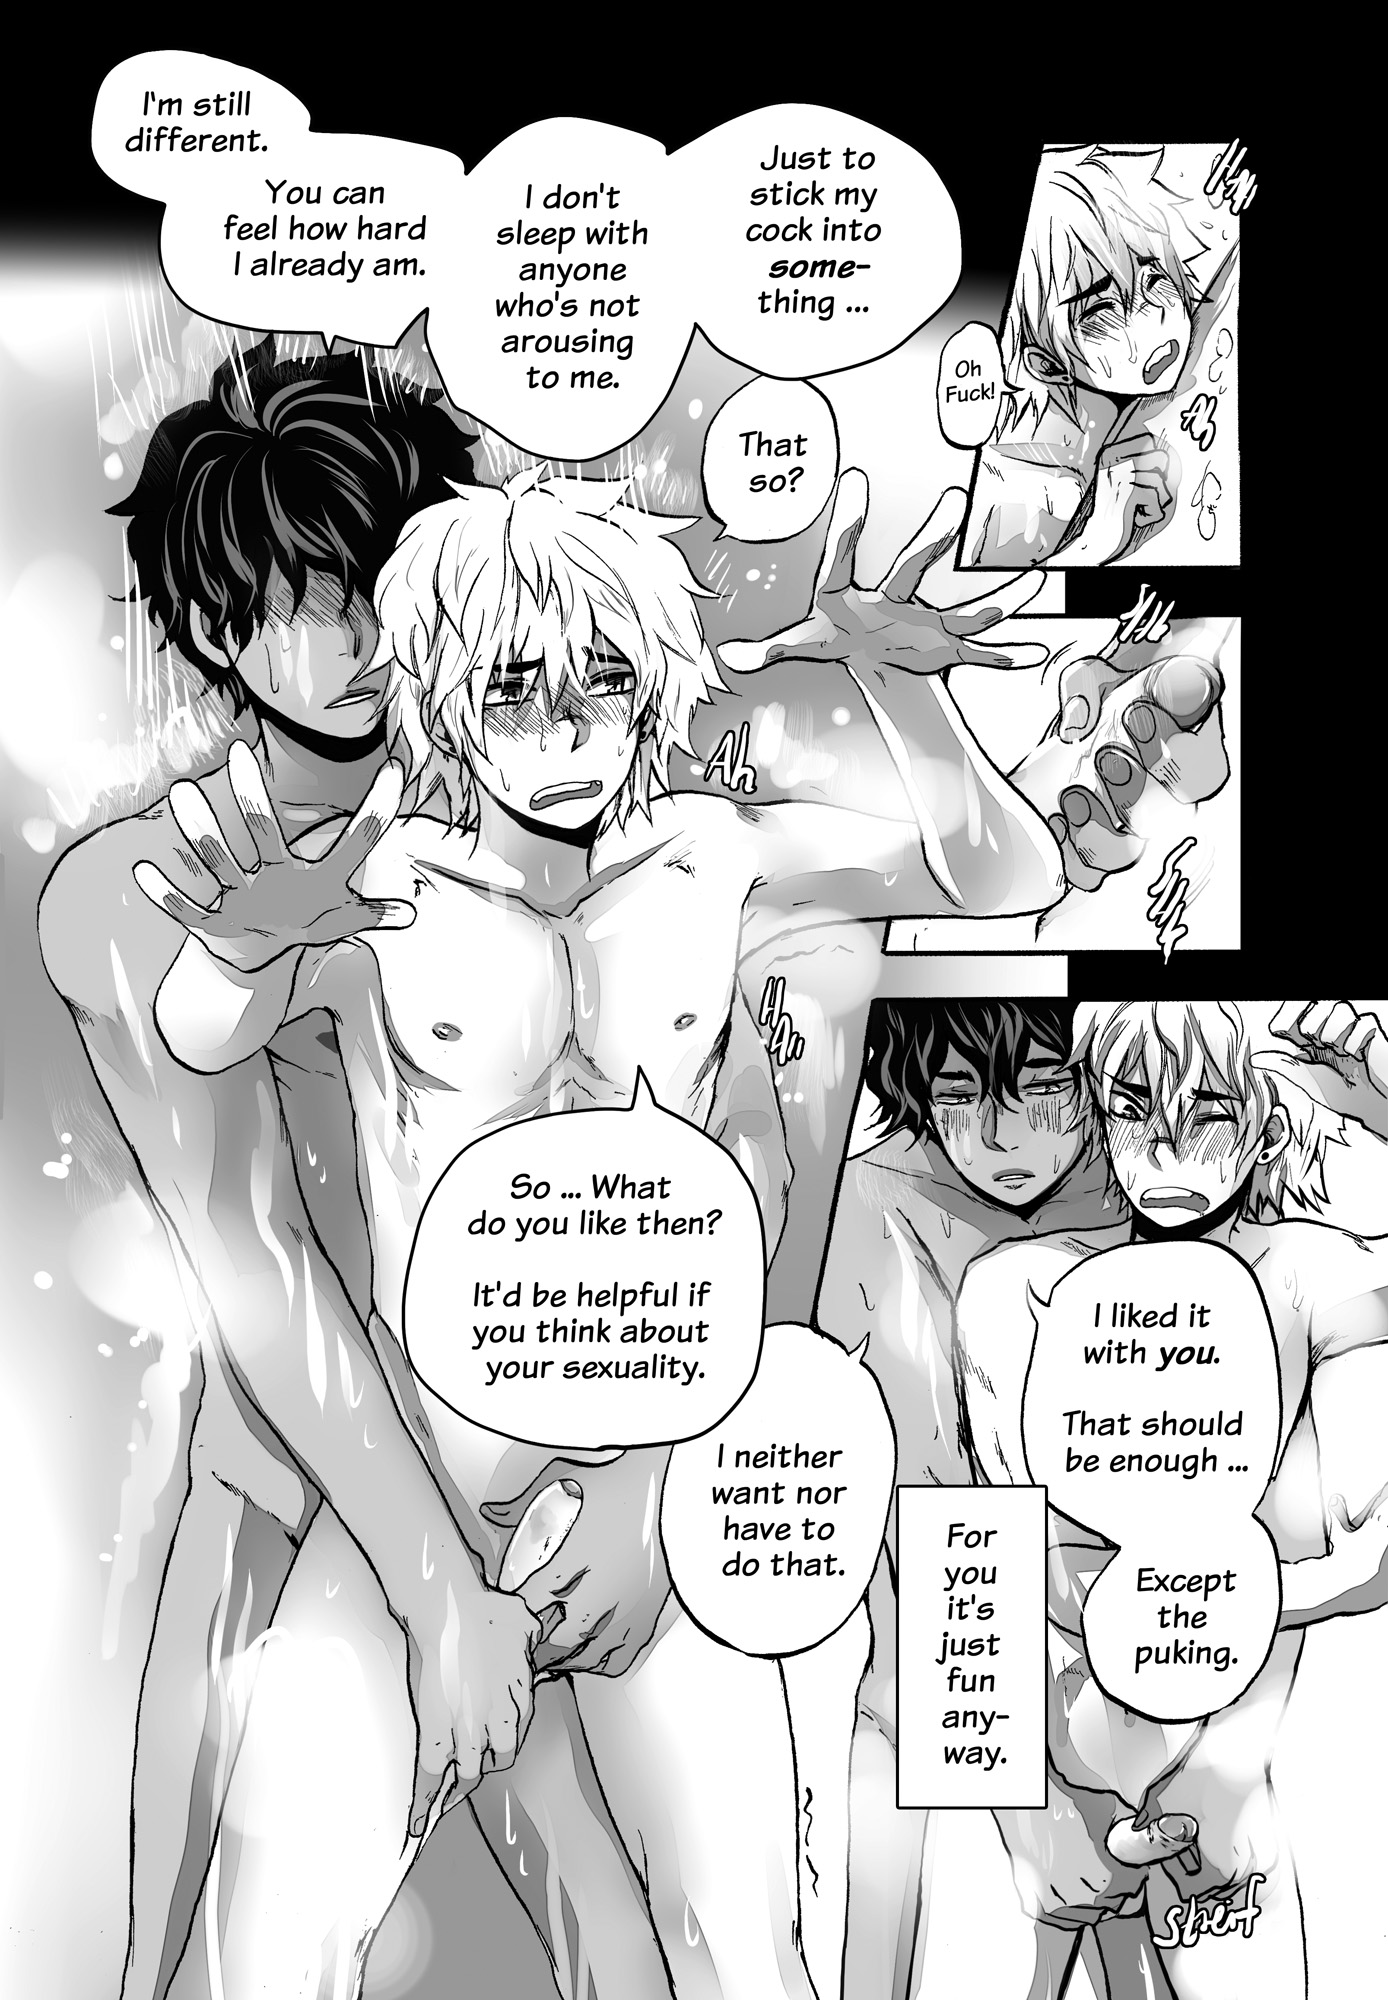 I'm still
different.
You can
feel how hard
I already am.
I don't
sleep with
anyone
who's not
arousing
to me.
Just to
stick my
cock into
some-
thing ...
That
so?
Oh
Fuck!
Ah
Ah
So ... What
do you like then?
It'd be helpful if
you think about
your sexuality.
I neither
want nor
have to
do that.
I liked it
with you.
That should
be enough ...
Except
the
puking.
For
you
it's
just
fun
any-
way.